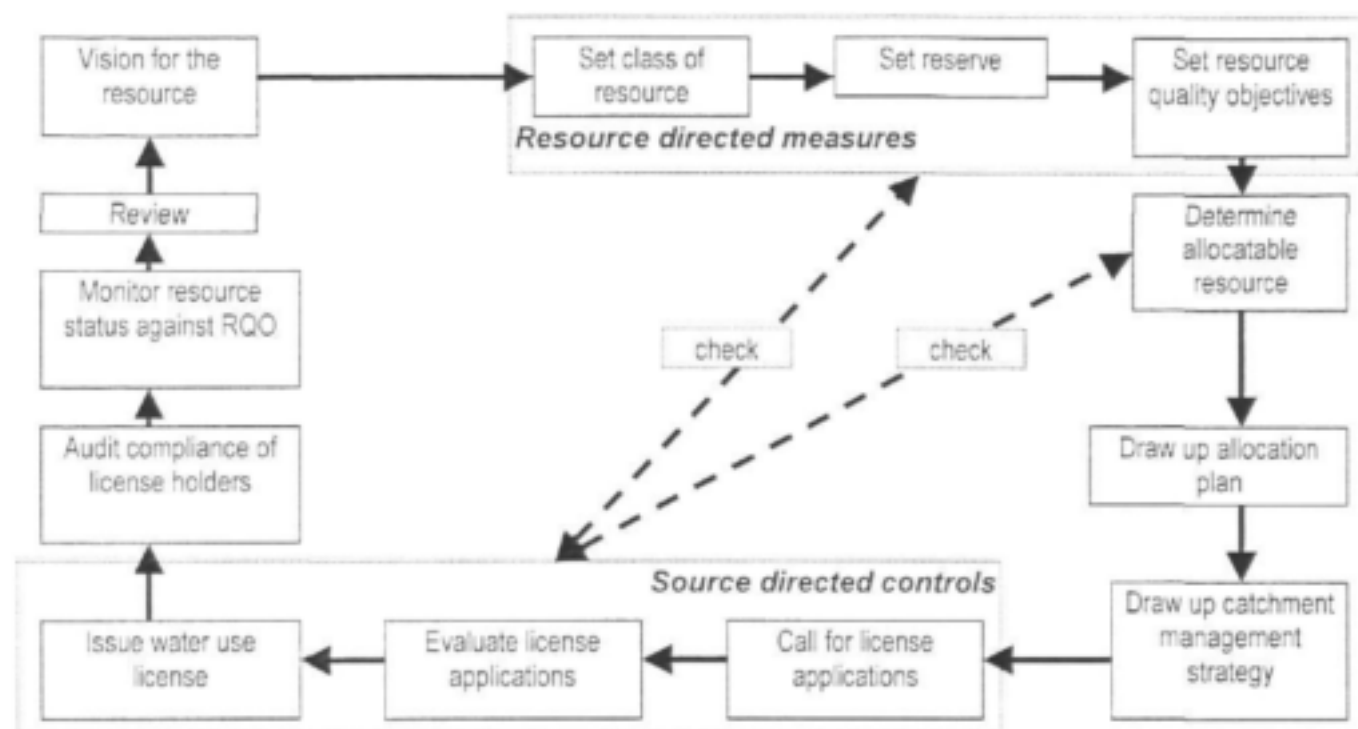 Vision for the
resource
Set class of
resource
Set reserve
Set resource
quality objectives
Resource directed measures
Review
Determine
allocatable
resource
Monitor resource
status against RQO
check
check
Audit compliance of
license holders
Draw up allocation
plan
Source directed controls
Issue water use
license
Evaluate license
applications
Call for license
applications
Draw up catchment
management
strategy